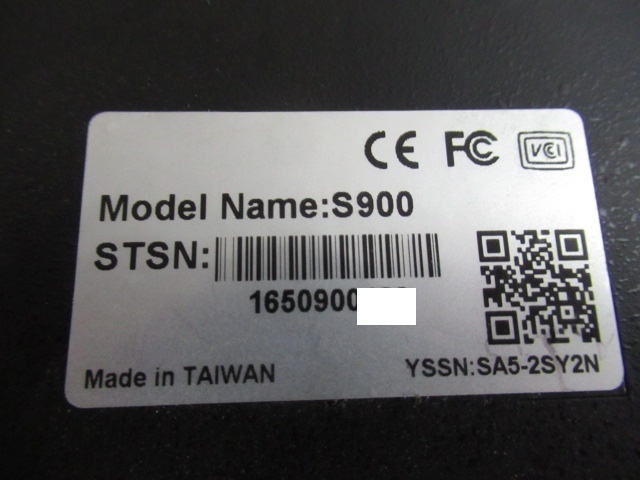 CE FC VCI
Model Name:S900
STSN:
1650900
Made in TAIWAN
YSSN:SA5-2SY2N